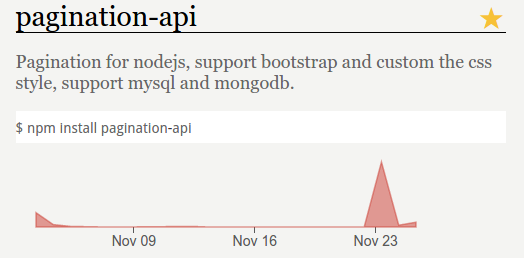 pagination-api
Pagination for nodejs, support bootstrap and custom the css
style, support mysql and mongodb.
$ npm install pagination-api
Nov 09 Nov 16 Nov 23